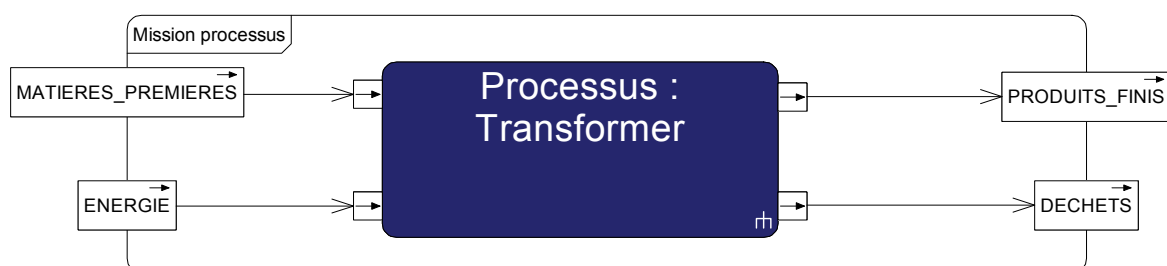 Mission processus
MATIERES_PREMIERES
Processus :
Transformer
PRODUITS_FINIS
ENERGIE
DECHETS